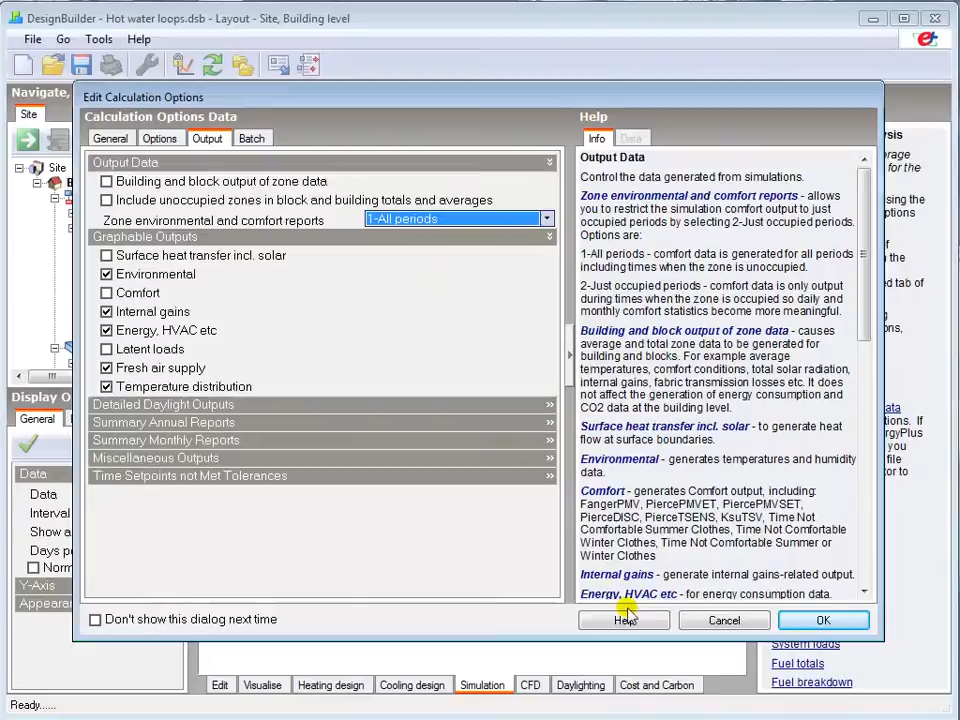 DesignBuilder - Hot water loops.dsb - Layout - Site, Building level
File Go Tools Help
Navigate,
Site
Site
Edit Calculation Options
Calculation Options Data
General Options Output Batch
Output Data
Building and block output of zone data
Include unoccupied zones in block and building totals and averages
Zone environmental and comfort reports 1-All periods
Graphable Outputs
Surface heat transfer incl. solar
Environmental
Comfort
Internal gains
Energy, HVAC etc
Latent loads
Fresh air supply
Temperature distribution
Detailed Daylight Outputs
Summary Annual Reports
Summary Monthly Reports
Miscellaneous Outputs
Time Setpoints not Met Tolerances
Don't show this dialog next time
Help
Info Data
Output Data
Control the data generated from simulations.
Zone environmental and comfort reports - allows
you to restrict the simulation comfort output to just
occupied periods by selecting 2-Just occupied periods.
Options are:
1-All periods - comfort data is generated for all periods
including times when the zone is unoccupied.
2-Just occupied periods - comfort data is only output
during times when the zone is occupied so daily and
monthly comfort statistics become more meaningful.
Building and block output of zone data - causes
average and total zone data to be generated for
building and blocks. For example average
temperatures, comfort conditions, total solar radiation,
internal gains, fabric transmission losses etc. It does
not affect the generation of energy consumption and
CO2 data at the building level.
Surface heat transfer incl. solar - to generate heat
flow at surface boundaries.
Environmental - generates temperatures and humidity
data.
Comfort - generates Comfort output, including:
FangerPMV, PiercePMVET, PiercePMVSET,
PierceDISC, PierceTSENS, KsuTSV, Time Not
Comfortable Summer Clothes, Time Not Comfortable
Winter Clothes, Time Not Comfortable Summer or
Winter Clothes
Internal gains - generate internal gains-related output.
Energy, HVAC etc - for energy consumption data.
Help Cancel OK
Display O
General
Data
Data
Interval
Show a
Days p
Norm
Y-Axis
Appearan
System loads
Fuel totals
Fuel breakdown
Edit Visualise Heating design Cooling design Simulation CFD Daylighting Cost and Carbon
Ready......